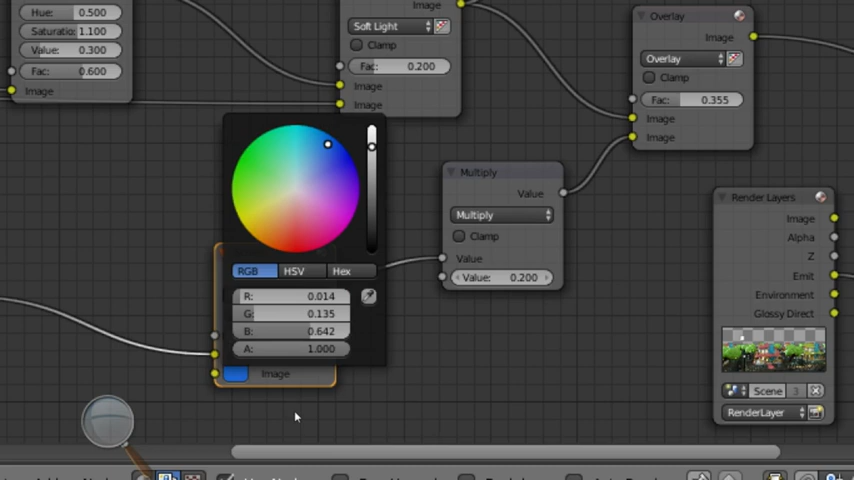 Hue: 0.500
Saturatio: 1.100
Value: 0.300
Fac: 0.600
Image
Image
Soft Light
Clamp
Fac: 0.200
Image
Image
Overlay
Image
Overlay
Clamp
Fac: 0.355
Image
Image
RGB HSV Hex
R: 0.014
G: 0.135
B: 0.642
A: 1.000
Image
Multiply
Value
Multiply
Clamp
Value
Value: 0.200
Render Layers
Image
Alpha
Z
Emit
Environment
Glossy Direct
Scene 3
RenderLayer